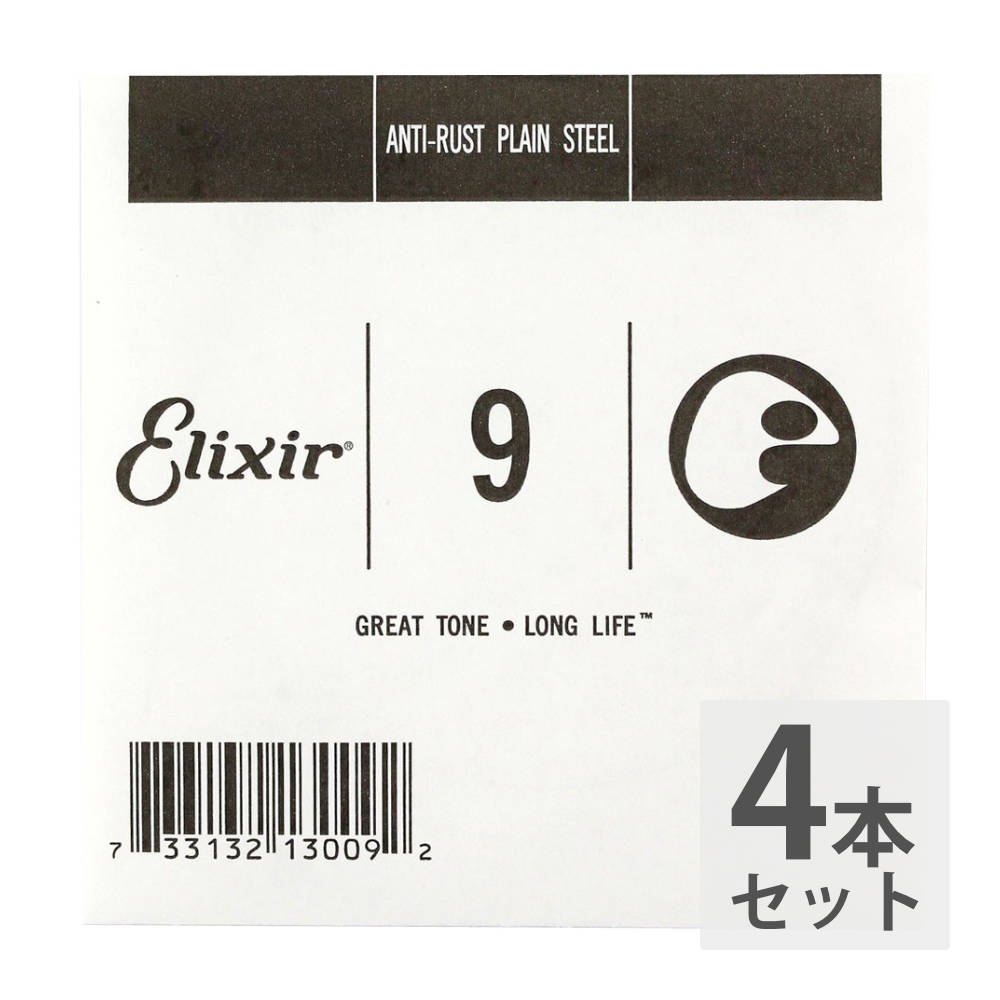 ANTI-RUST PLAIN STEEL
Elixir®
9
GREAT TONE • LONG LIFE™
7 33132 13009 2
4本
セット